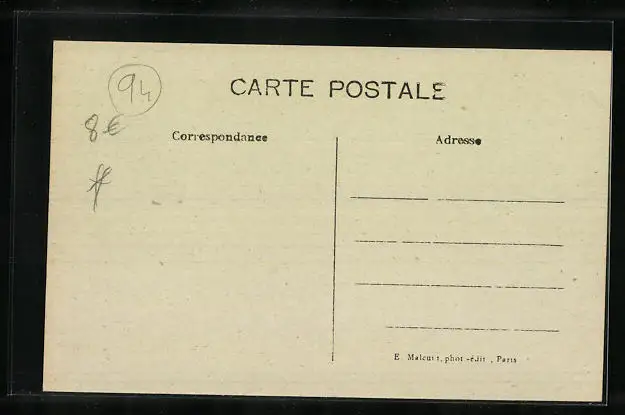 94
CARTE POSTALE
8€
Correspondance
Adresse
E. Malcuit, phot-édit, Paris